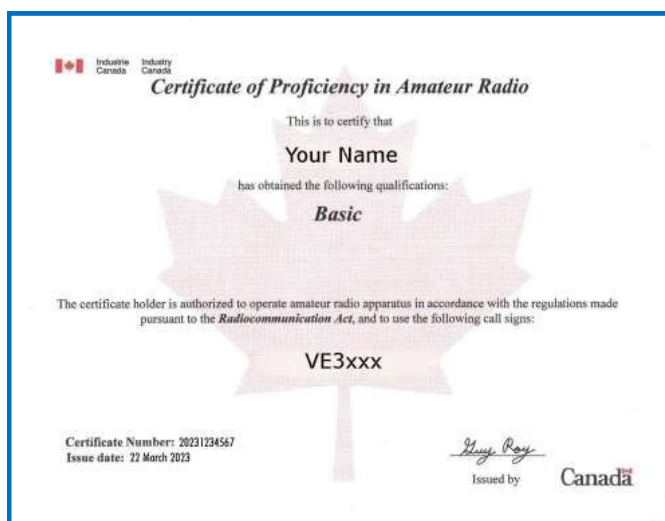 Industrie Industry
Canada Canada
Certificate of Proficiency in Amateur Radio
This is to certify that
Your Name
has obtained the following qualifications:
Basic
The certificate holder is authorized to operate amateur radio apparatus in accordance with the regulations made
pursuant to the Radiocommunication Act, and to use the following call signs:
VE3xxx
Certificate Number: 20231234567
Issue date: 22 March 2023
Guy Roy
Issued by
Canada